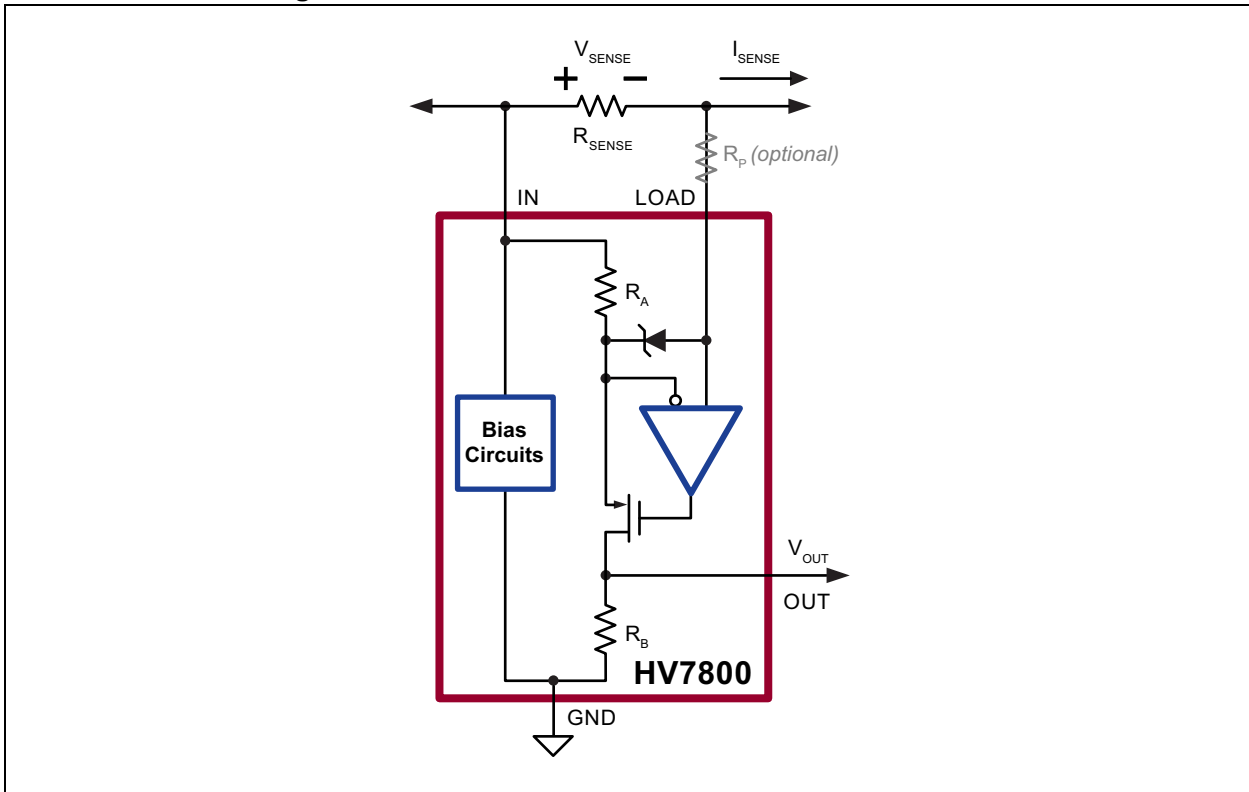 V_SENSE
I_SENSE
+ −
R_SENSE
R_P (optional)
IN
LOAD
R_A
Bias
Circuits
V_OUT
OUT
R_B
HV7800
GND